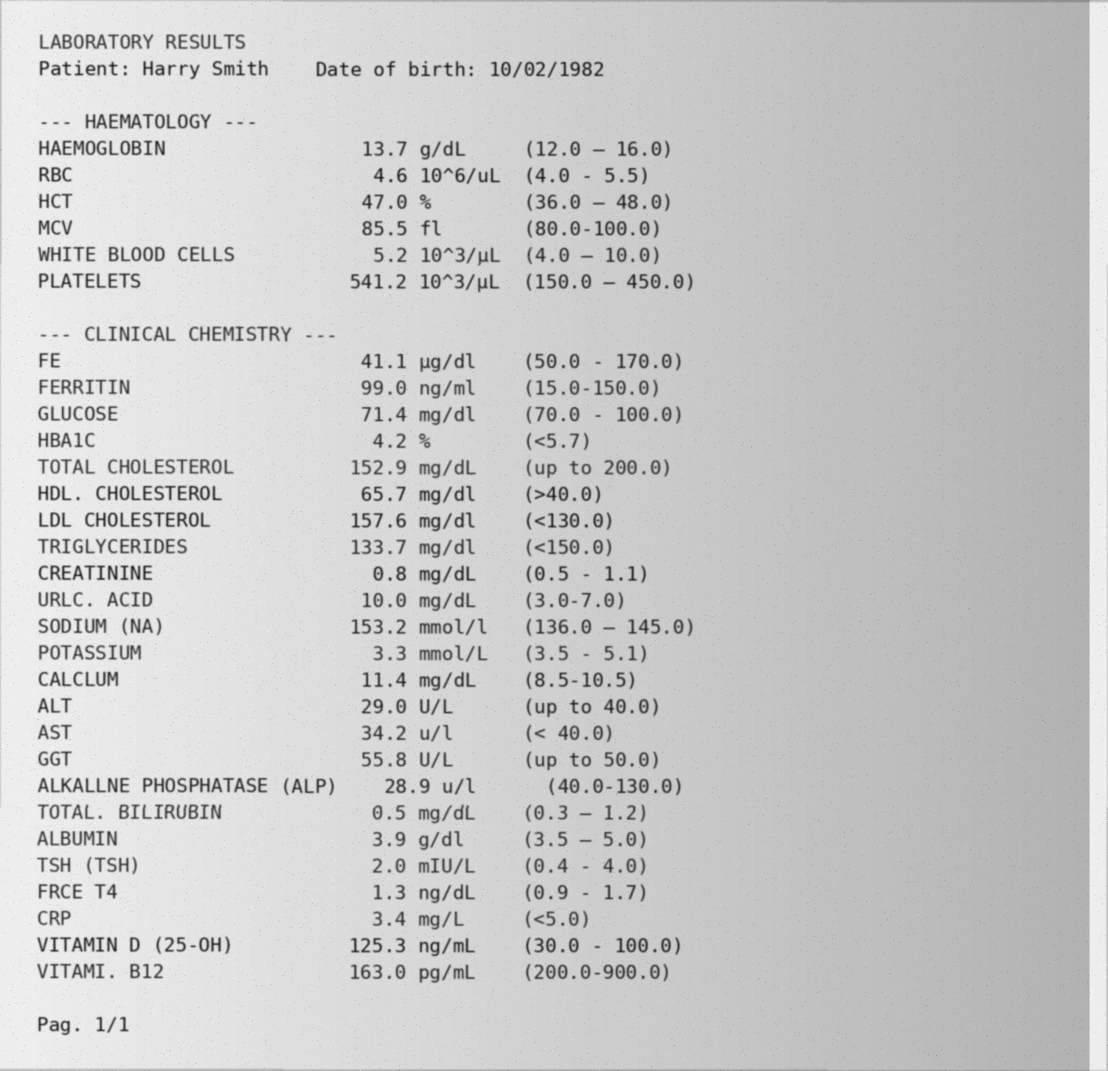 LABORATORY RESULTS
Patient: Harry Smith    Date of birth: 10/02/1982
--- HAEMATOLOGY ---
HAEMOGLOBIN 13.7 g/dL (12.0 – 16.0)
RBC 4.6 10^6/uL (4.0 - 5.5)
HCT 47.0 % (36.0 – 48.0)
MCV 85.5 fl (80.0-100.0)
WHITE BLOOD CELLS 5.2 10^3/µL (4.0 – 10.0)
PLATELETS 541.2 10^3/µL (150.0 – 450.0)
--- CLINICAL CHEMISTRY ---
FE 41.1 µg/dl (50.0 - 170.0)
FERRITIN 99.0 ng/ml (15.0-150.0)
GLUCOSE 71.4 mg/dl (70.0 - 100.0)
HBA1C 4.2 % (<5.7)
TOTAL CHOLESTEROL 152.9 mg/dL (up to 200.0)
HDL. CHOLESTEROL 65.7 mg/dl (>40.0)
LDL CHOLESTEROL 157.6 mg/dl (<130.0)
TRIGLYCERIDES 133.7 mg/dl (<150.0)
CREATININE 0.8 mg/dL (0.5 - 1.1)
URLC. ACID 10.0 mg/dL (3.0-7.0)
SODIUM (NA) 153.2 mmol/l (136.0 – 145.0)
POTASSIUM 3.3 mmol/L (3.5 - 5.1)
CALCLUM 11.4 mg/dL (8.5-10.5)
ALT 29.0 U/L (up to 40.0)
AST 34.2 u/l (< 40.0)
GGT 55.8 U/L (up to 50.0)
ALKALLNE PHOSPHATASE (ALP) 28.9 u/l (40.0-130.0)
TOTAL. BILIRUBIN 0.5 mg/dL (0.3 – 1.2)
ALBUMIN 3.9 g/dl (3.5 – 5.0)
TSH (TSH) 2.0 mIU/L (0.4 - 4.0)
FRCE T4 1.3 ng/dL (0.9 - 1.7)
CRP 3.4 mg/L (<5.0)
VITAMIN D (25-OH) 125.3 ng/mL (30.0 - 100.0)
VITAMI. B12 163.0 pg/mL (200.0-900.0)
Pag. 1/1